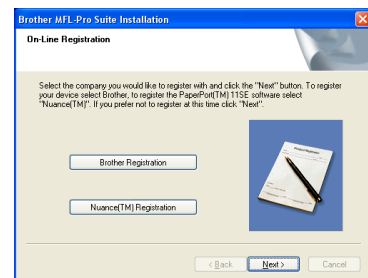 Brother MFL-Pro Suite Installation
On-Line Registration
Select the company you would like to register with and click the "Next" button. To register
your device select Brother, to register the PaperPort(TM) 11SE software select
"Nuance(TM)". If you prefer not to register at this time click "Next".
Brother Registration
Nuance(TM) Registration
< Back
Next >
Cancel